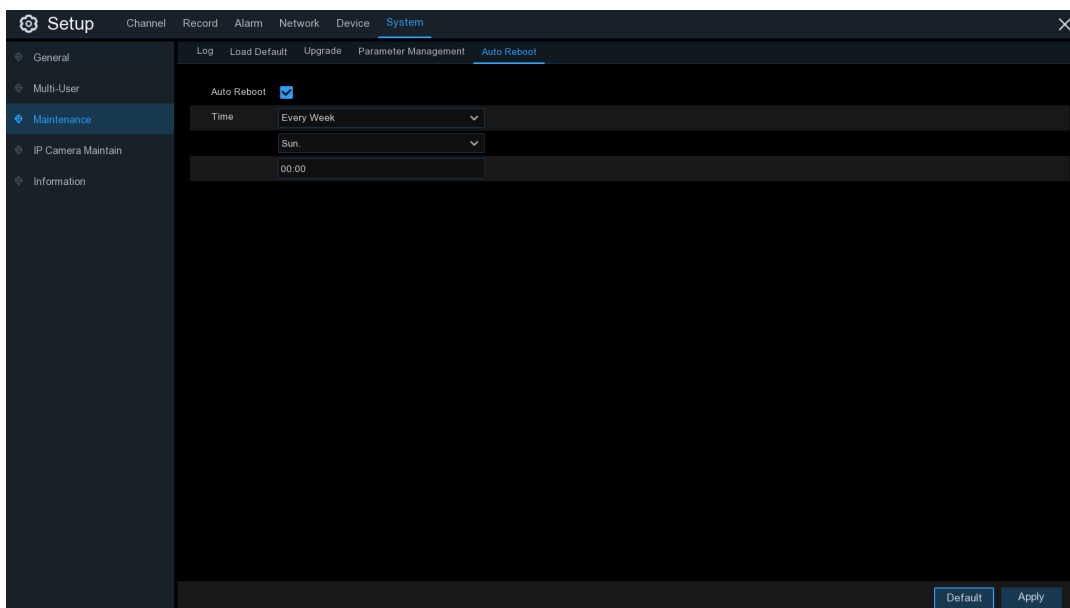 Setup Channel Record Alarm Network Device System
Log Load Default Upgrade Parameter Management Auto Reboot
General
Multi-User
Maintenance
IP Camera Maintain
Information
Auto Reboot
Time Every Week
Sun.
00:00
Default Apply